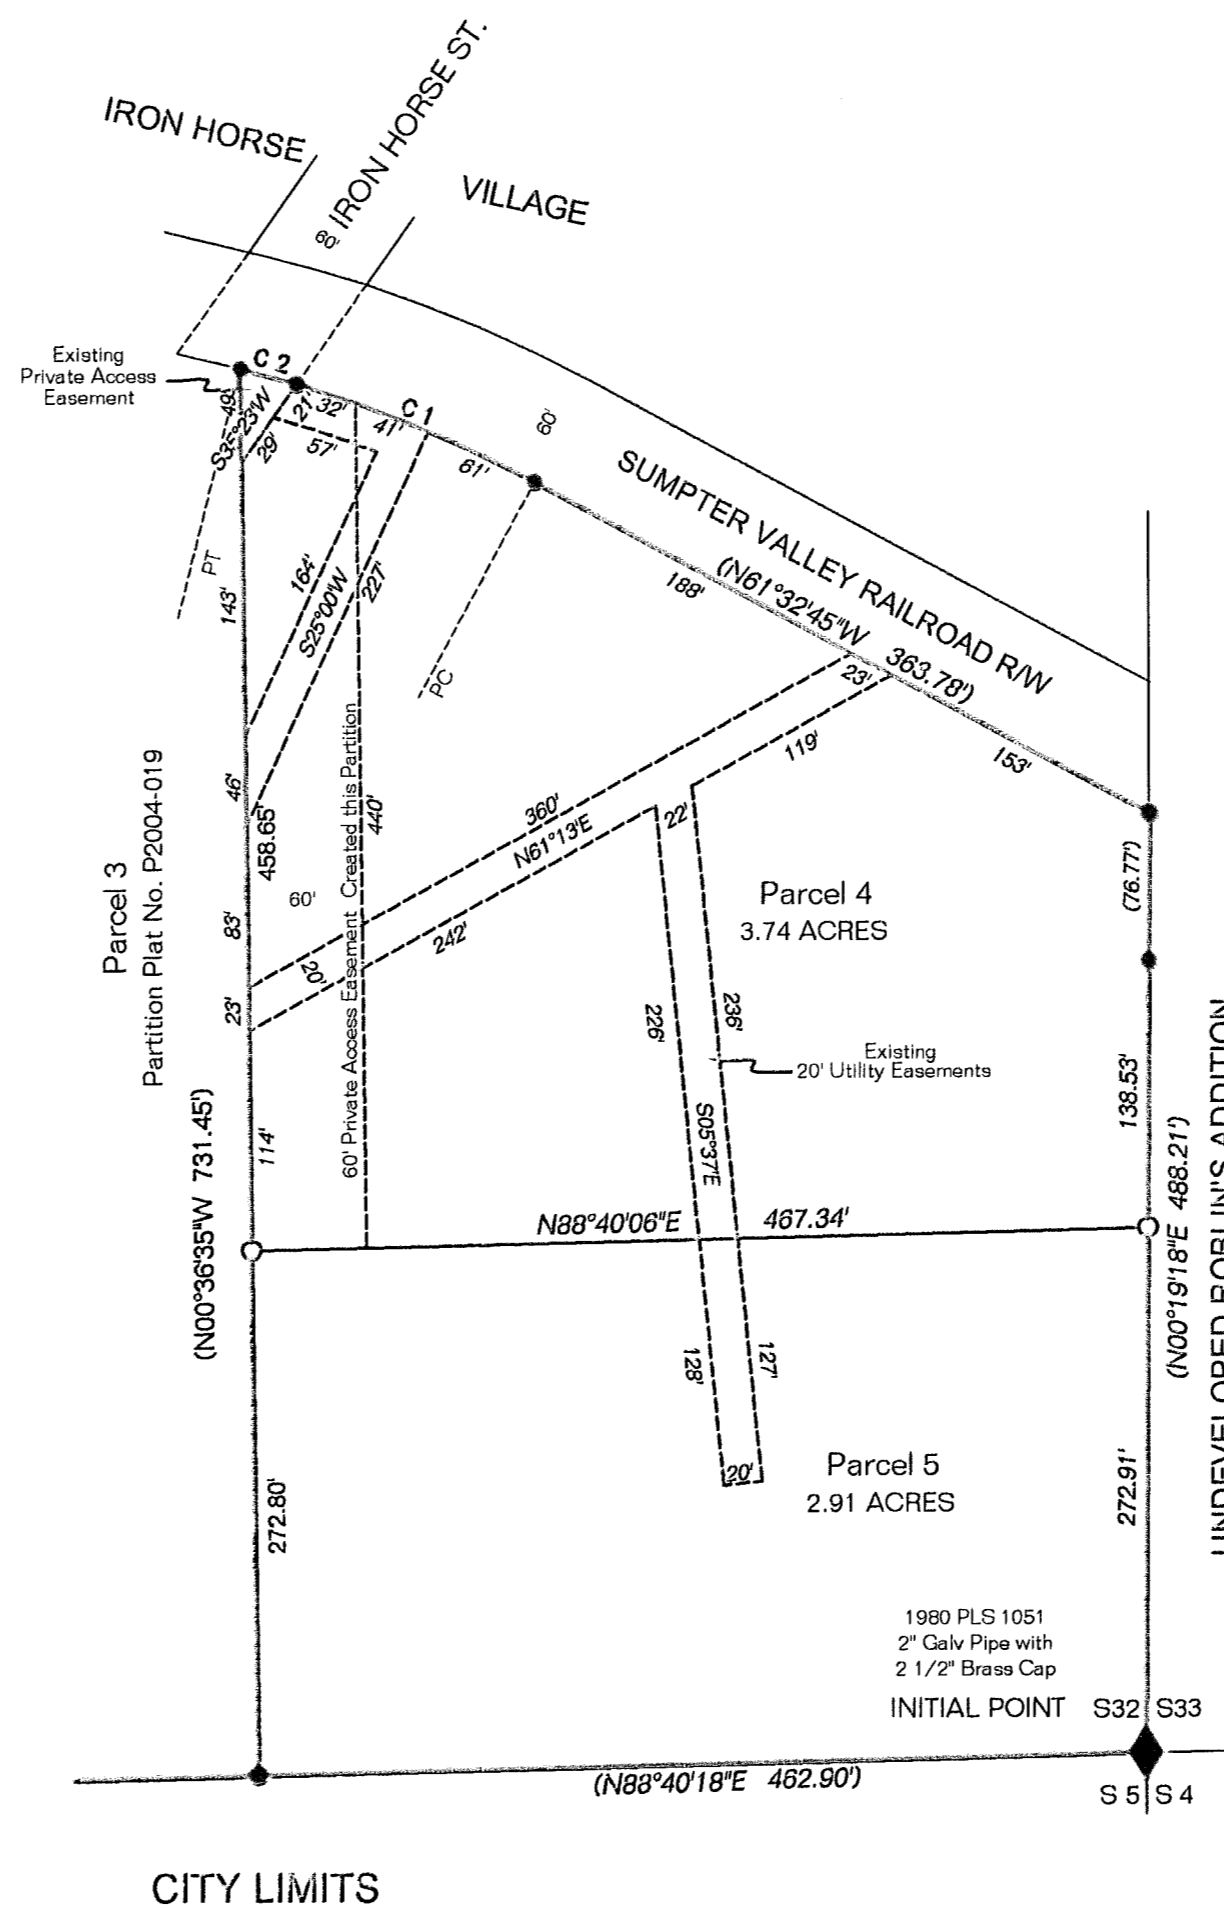 IRON HORSE
IRON HORSE ST.
60'
VILLAGE
Existing
Private Access
Easement
C 2
C 1
49'
S35°23'W
21'
29'
32'
41'
57'
61'
60'
SUMPTER VALLEY RAILROAD R/W
(N61°32'45"W 363.78')
188'
23'
153'
PT
143'
164'
S25°00'W
227'
PC
119'
46'
458.65'
360'
N61°13'E
22'
440'
Parcel 3
Partition Plat No. P2004-019
60'
83'
242'
20'
23'
60' Private Access Easement Created this Partition
Parcel 4
3.74 ACRES
(76.77')
226'
236'
Existing
20' Utility Easements
138.53'
S05°37'E
114'
(N00°36'35"W 731.45')
N88°40'06"E 467.34'
(N00°19'18"E 488.21')
128'
127'
20'
Parcel 5
2.91 ACRES
272.80'
272.91'
1980 PLS 1051
2" Galv Pipe with
2 1/2" Brass Cap
INITIAL POINT
S32 S33
(N88°40'18"E 462.90')
S 5 S 4
CITY LIMITS